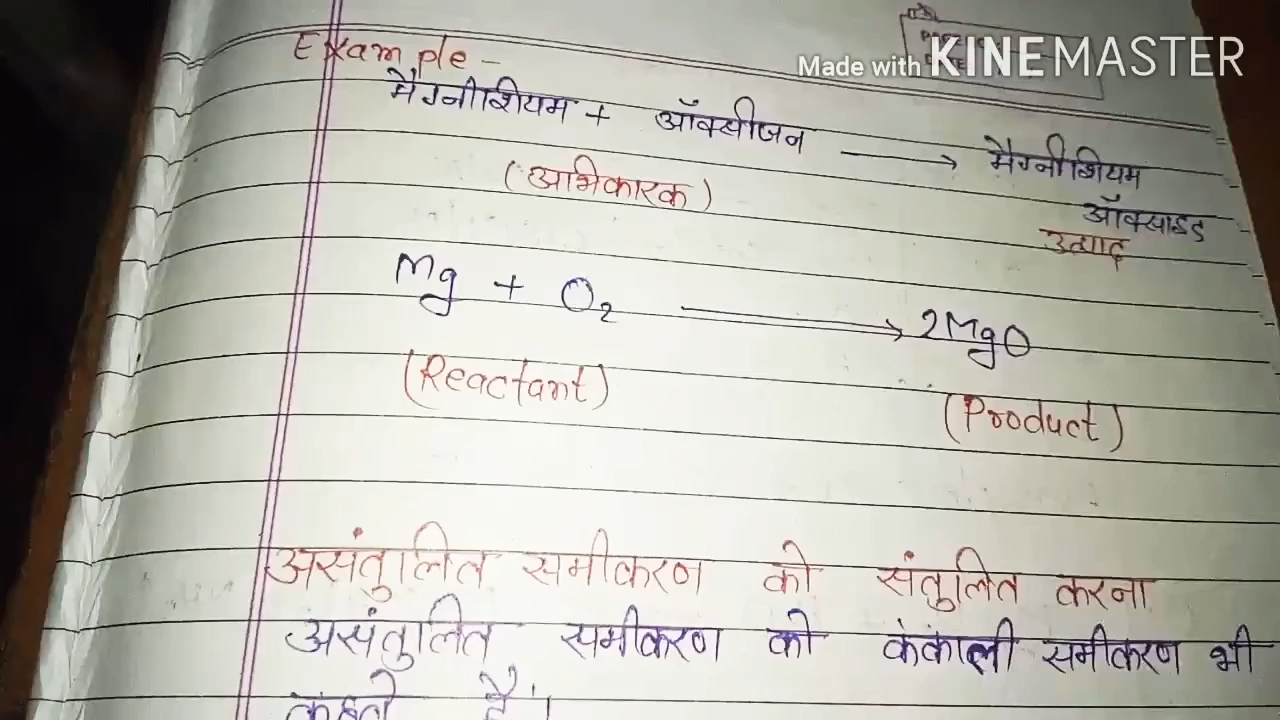 Made with KINEMASTER
Example -
मैग्नीशियम + ऑक्सीजन → मैग्नीशियम
ऑक्साइड
(अभिकारक) उत्पाद
Mg + O₂ → 2MgO
(Reactant) (Product)
असंतुलित समीकरण को संतुलित करना
असंतुलित समीकरण को कंकाली समीकरण भी
कहते हैं।